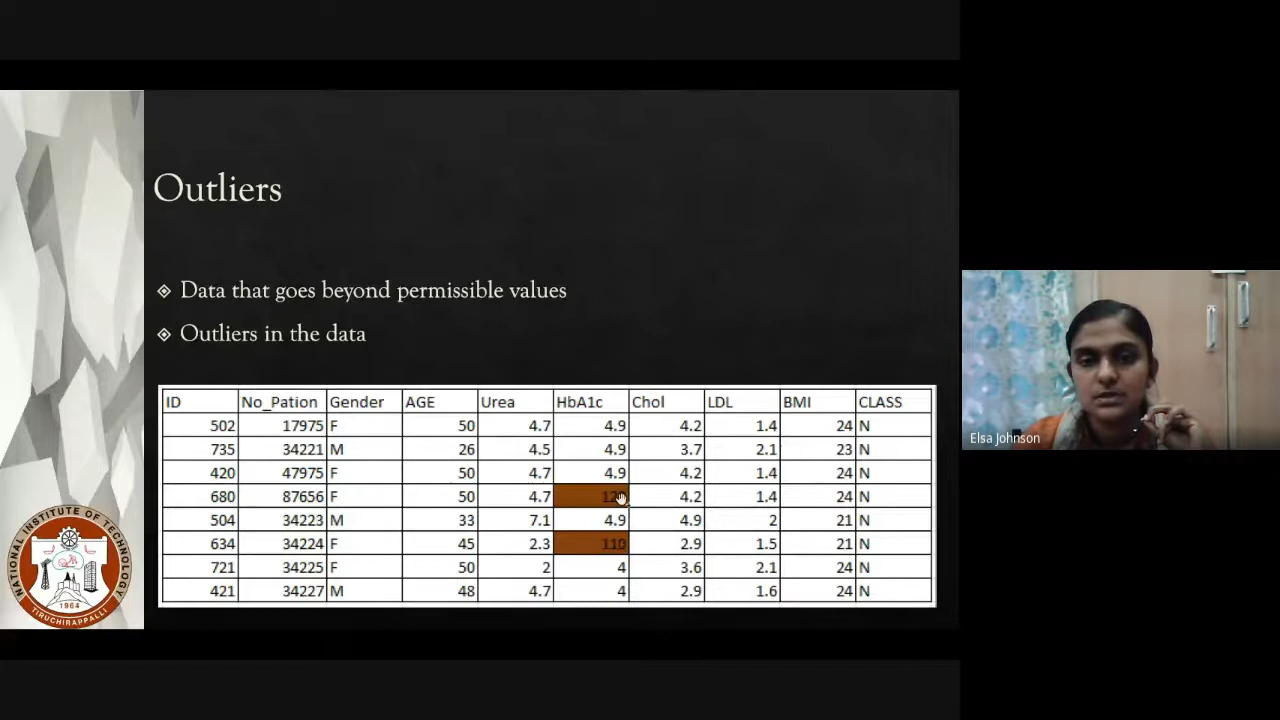 Outliers
Data that goes beyond permissible values
Outliers in the data
ID No_Pation Gender AGE Urea HbA1c Chol LDL BMI CLASS
502 17975 F 50 4.7 4.9 4.2 1.4 24 N
735 34221 M 26 4.5 4.9 3.7 2.1 23 N
420 47975 F 50 4.7 4.9 4.2 1.4 24 N
680 87656 F 50 4.7 4.2 1.4 24 N
504 34223 M 33 7.1 4.9 4.9 2 21 N
634 34224 F 45 2.3 110 2.9 1.5 21 N
721 34225 F 50 2 4 3.6 2.1 24 N
421 34227 M 48 4.7 4 2.9 1.6 24 N
NATIONAL INSTITUTE OF TECHNOLOGY
1964
TIRUCHIRAPPALLI
Elsa Johnson